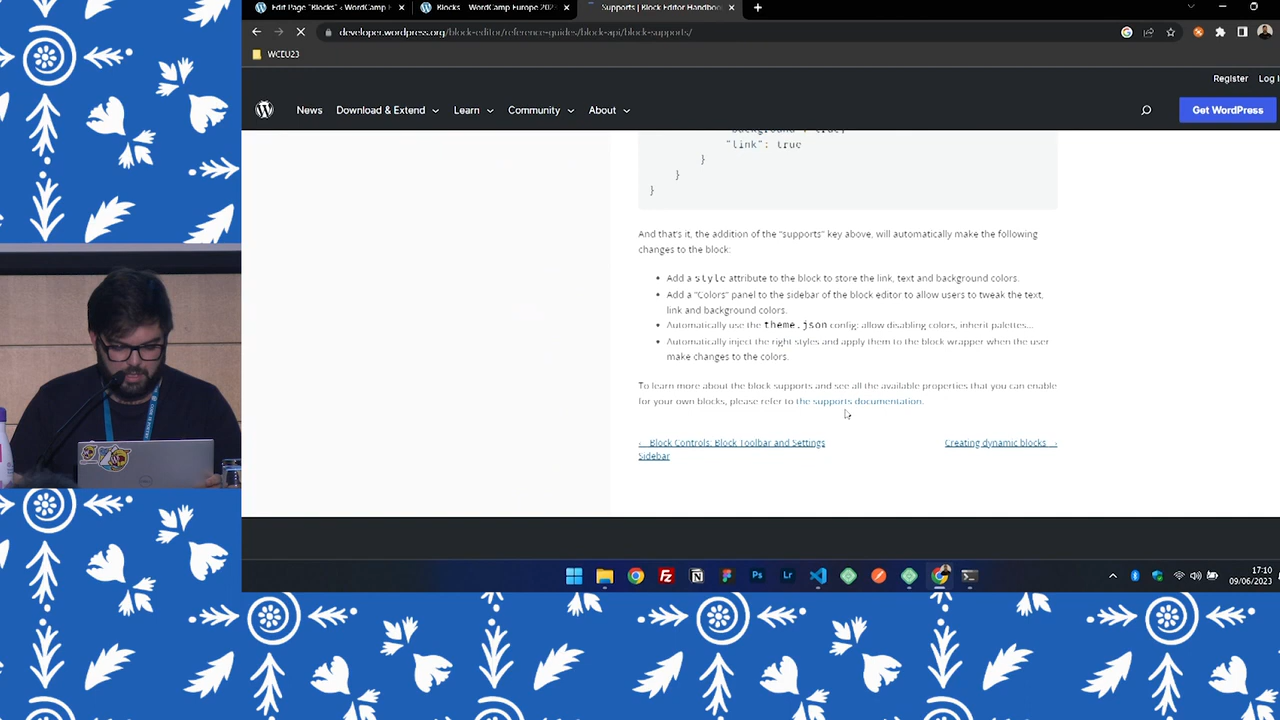 Edit Page "Blocks" ‹ WordCamp E
Blocks – WordCamp Europe 202
Supports | Block Editor Handboo
developer.wordpress.org/block-editor/reference-guides/block-api/block-supports/
WCEU23
Register
Log I
News
Download & Extend
Learn
Community
About
Get WordPress
"background": true,
"link": true
}
}
}
And that's it, the addition of the "supports" key above, will automatically make the following
changes to the block:
• Add a style attribute to the block to store the link, text and background colors.
• Add a "Colors" panel to the sidebar of the block editor to allow users to tweak the text,
link and background colors.
• Automatically use the theme.json config: allow disabling colors, inherit palettes…
• Automatically inject the right styles and apply them to the block wrapper when the user
make changes to the colors.
To learn more about the block supports and see all the available properties that you can enable
for your own blocks, please refer to the supports documentation.
Block Controls: Block Toolbar and Settings
Sidebar
Creating dynamic blocks
Fz
N
Ps
Lr
17:10
09/06/2023